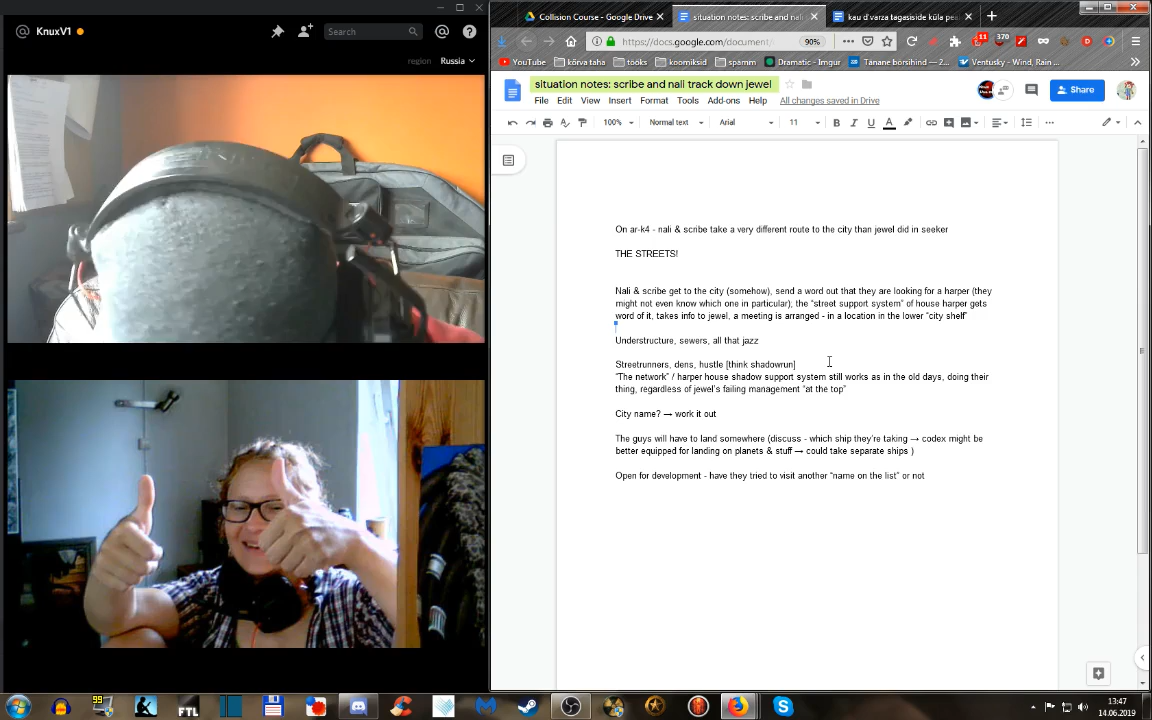 KnuxV1
Search
region
Russia
Collision Course - Google Drive
situation notes: scribe and nali
kau d'varza tagasiside küla pea
https://docs.google.com/document/
90%
11
370
YouTube
kõrva taha
tööks
koomiksid
spämm
Dramatic - Imgur
Tänane börsihind — 2
Ventusky - Wind, Rain ...
situation notes: scribe and nali track down jewel
File Edit View Insert Format Tools Add-ons Help All changes saved in Drive
Share
100%
Normal text
Arial
11
On ar-k4 - nali & scribe take a very different route to the city than jewel did in seeker
THE STREETS!
Nali & scribe get to the city (somehow), send a word out that they are looking for a harper (they
might not even know which one in particular); the “street support system” of house harper gets
word of it, takes info to jewel, a meeting is arranged - in a location in the lower “city shelf”
Understructure, sewers, all that jazz
Streetrunners, dens, hustle [think shadowrun]
“The network” / harper house shadow support system still works as in the old days, doing their
thing, regardless of jewel’s failing management “at the top”
City name? → work it out
The guys will have to land somewhere (discuss - which ship they’re taking → codex might be
better equipped for landing on planets & stuff → could take separate ships )
Open for development - have they tried to visit another “name on the list” or not
99
FTL
13:47
14.06.2019